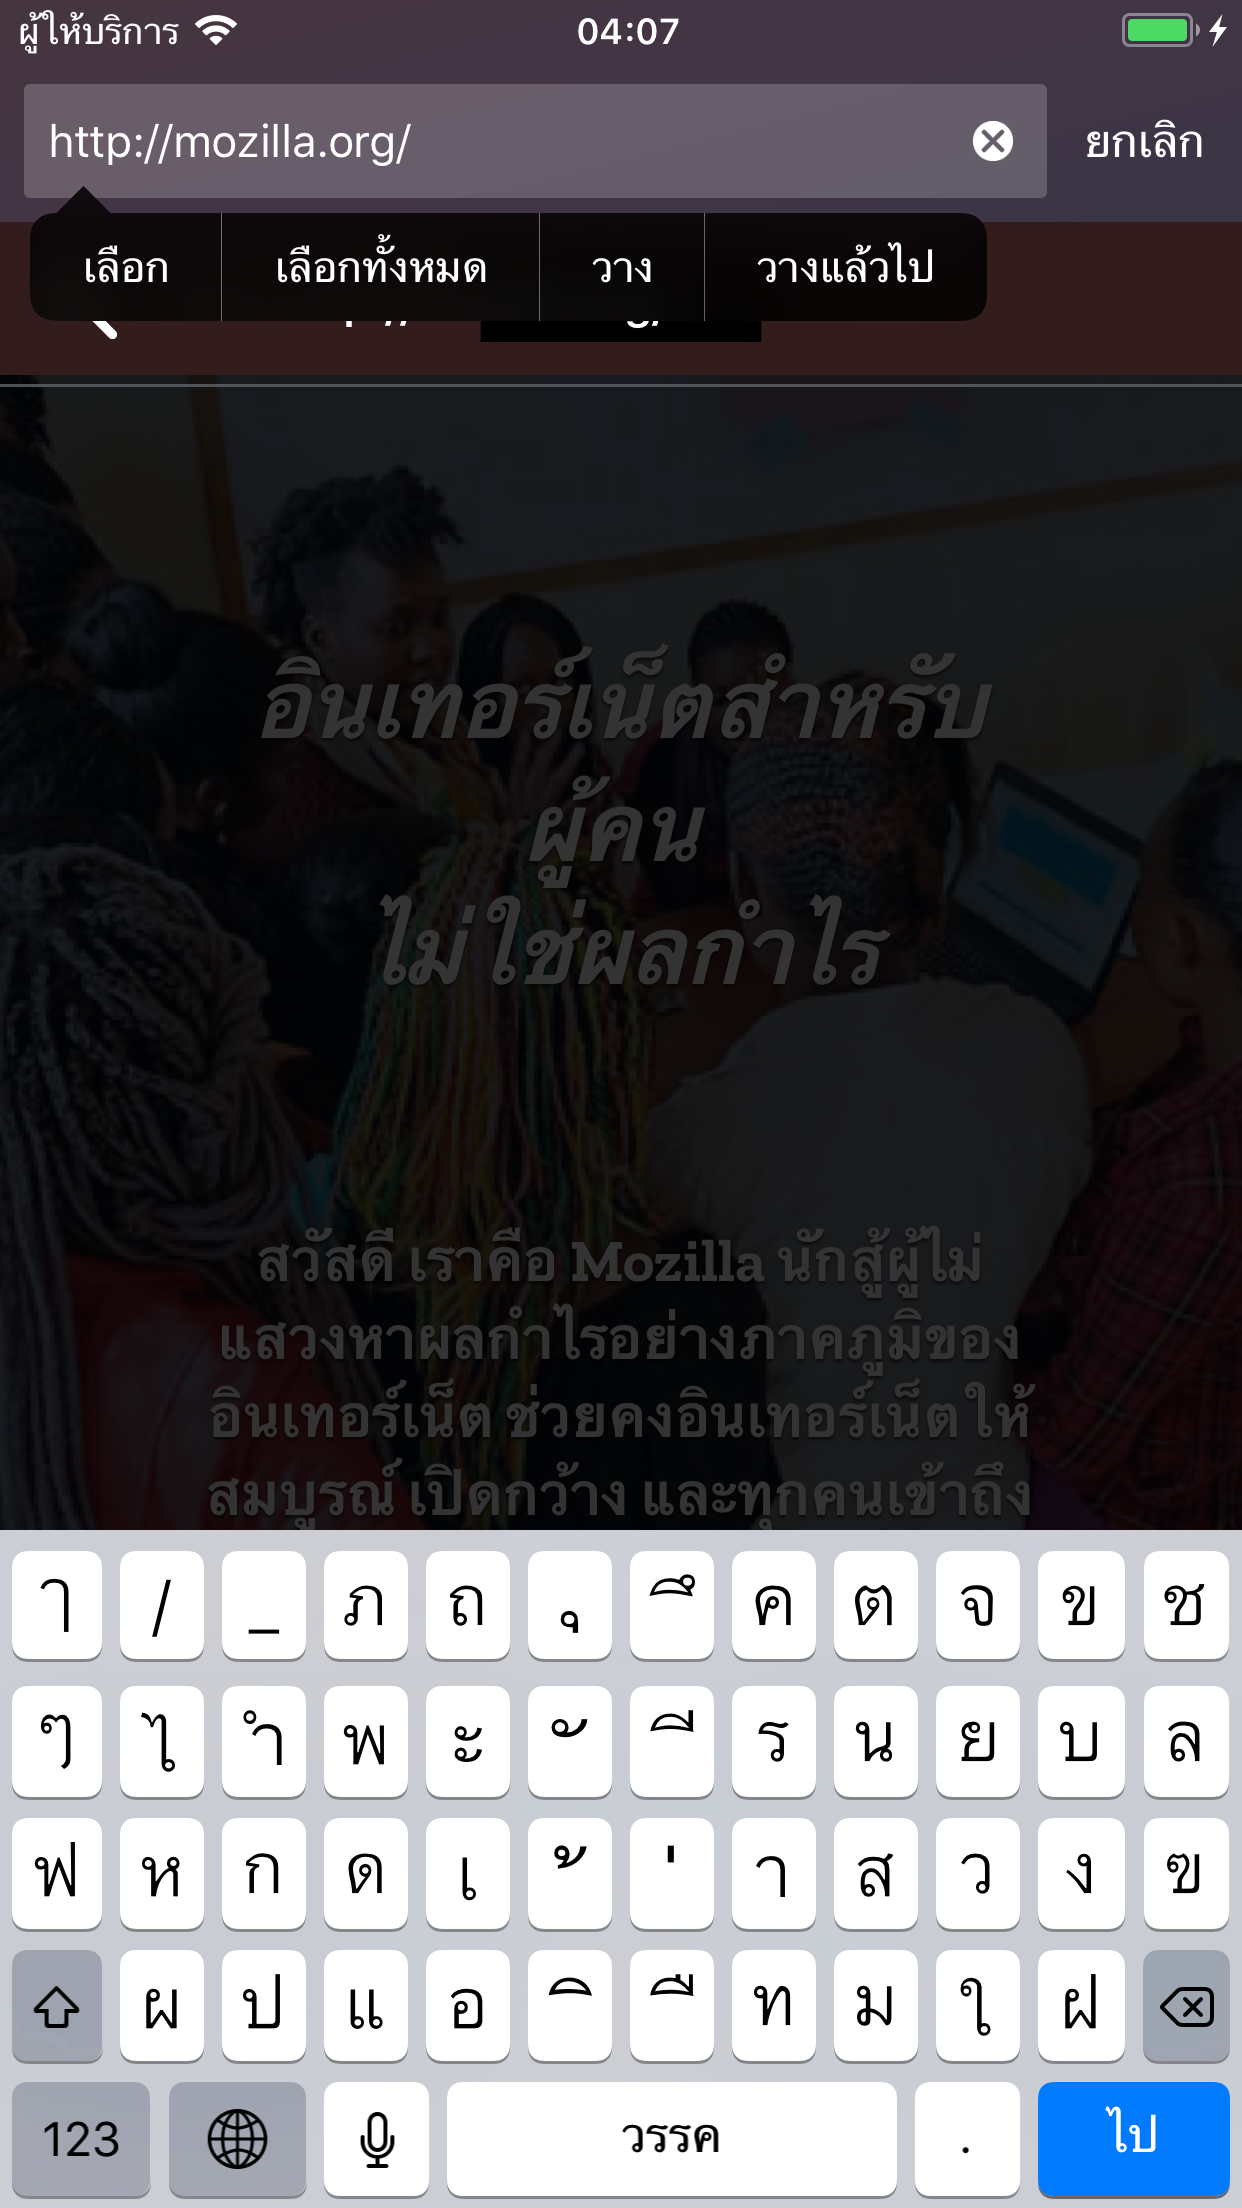 ผู้ให้บริการ 04:07
http://mozilla.org/ ยกเลิก
เลือก เลือกทั้งหมด วาง วางแล้วไป
อินเทอร์เน็ตสำหรับ
ผู้คน
ไม่ใช่ผลกำไร
สวัสดี เราคือ Mozilla นักสู้ผู้ไม่
แสวงหาผลกำไรอย่างภาคภูมิของ
อินเทอร์เน็ต ช่วยคงอินเทอร์เน็ตให้
สมบูรณ์ เปิดกว้าง และทุกคนเข้าถึง
ๅ / _ ภ ถ ุ ึ ค ต จ ข ช
ๆ ไ ำ พ ะ ั ี ร น ย บ ล
ฟ ห ก ด เ ้ ่ า ส ว ง ฃ
ผ ป แ อ ิ ื ท ม ใ ฝ
123 วรรค . ไป